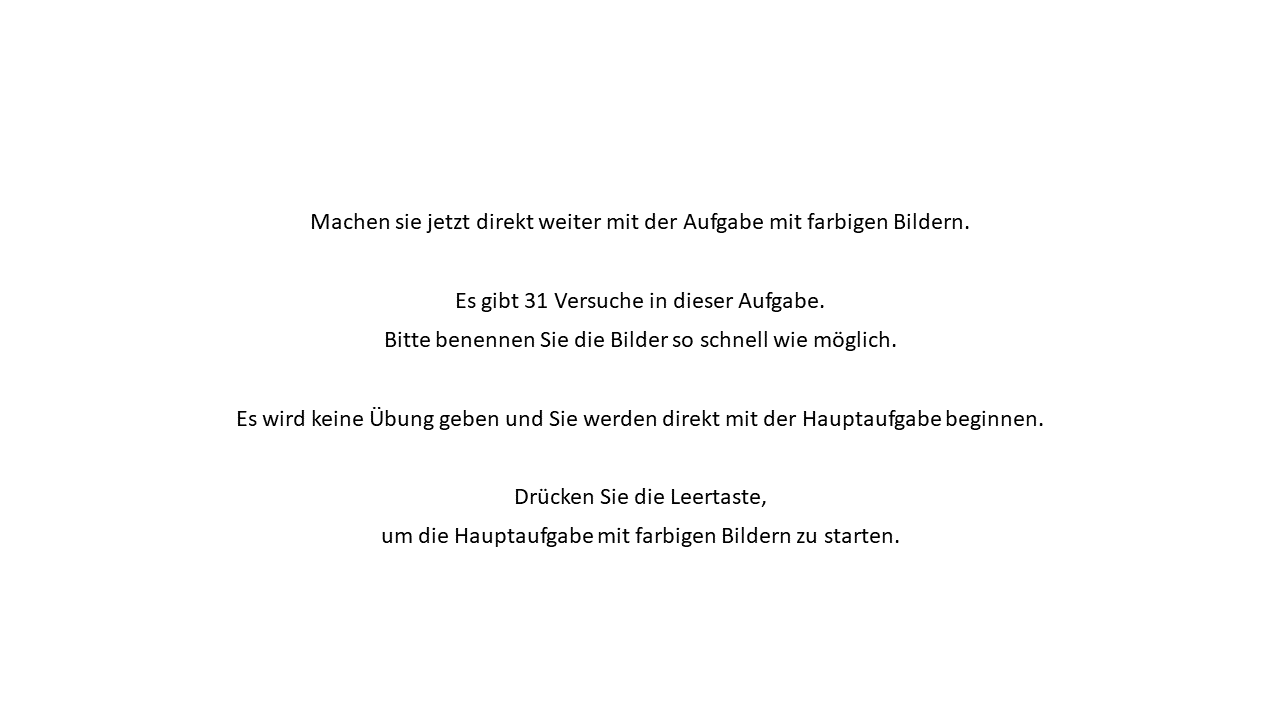 Machen sie jetzt direkt weiter mit der Aufgabe mit farbigen Bildern.
Es gibt 31 Versuche in dieser Aufgabe.
Bitte benennen Sie die Bilder so schnell wie möglich.
Es wird keine Übung geben und Sie werden direkt mit der Hauptaufgabe beginnen.
Drücken Sie die Leertaste,
um die Hauptaufgabe mit farbigen Bildern zu starten.